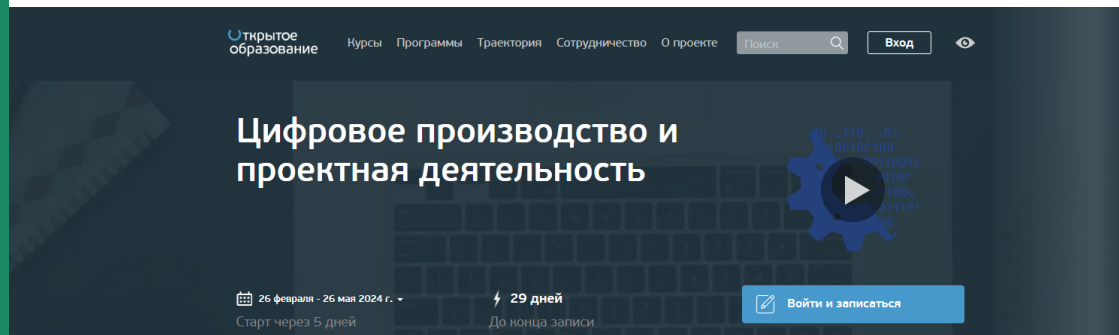 Открытое
образование
Курсы Программы Траектория Сотрудничество О проекте Поиск Вход
Цифровое производство и
проектная деятельность
26 февраля - 26 мая 2024 г.
29 дней
Войти и записаться
Старт через 5 дней
До конца записи